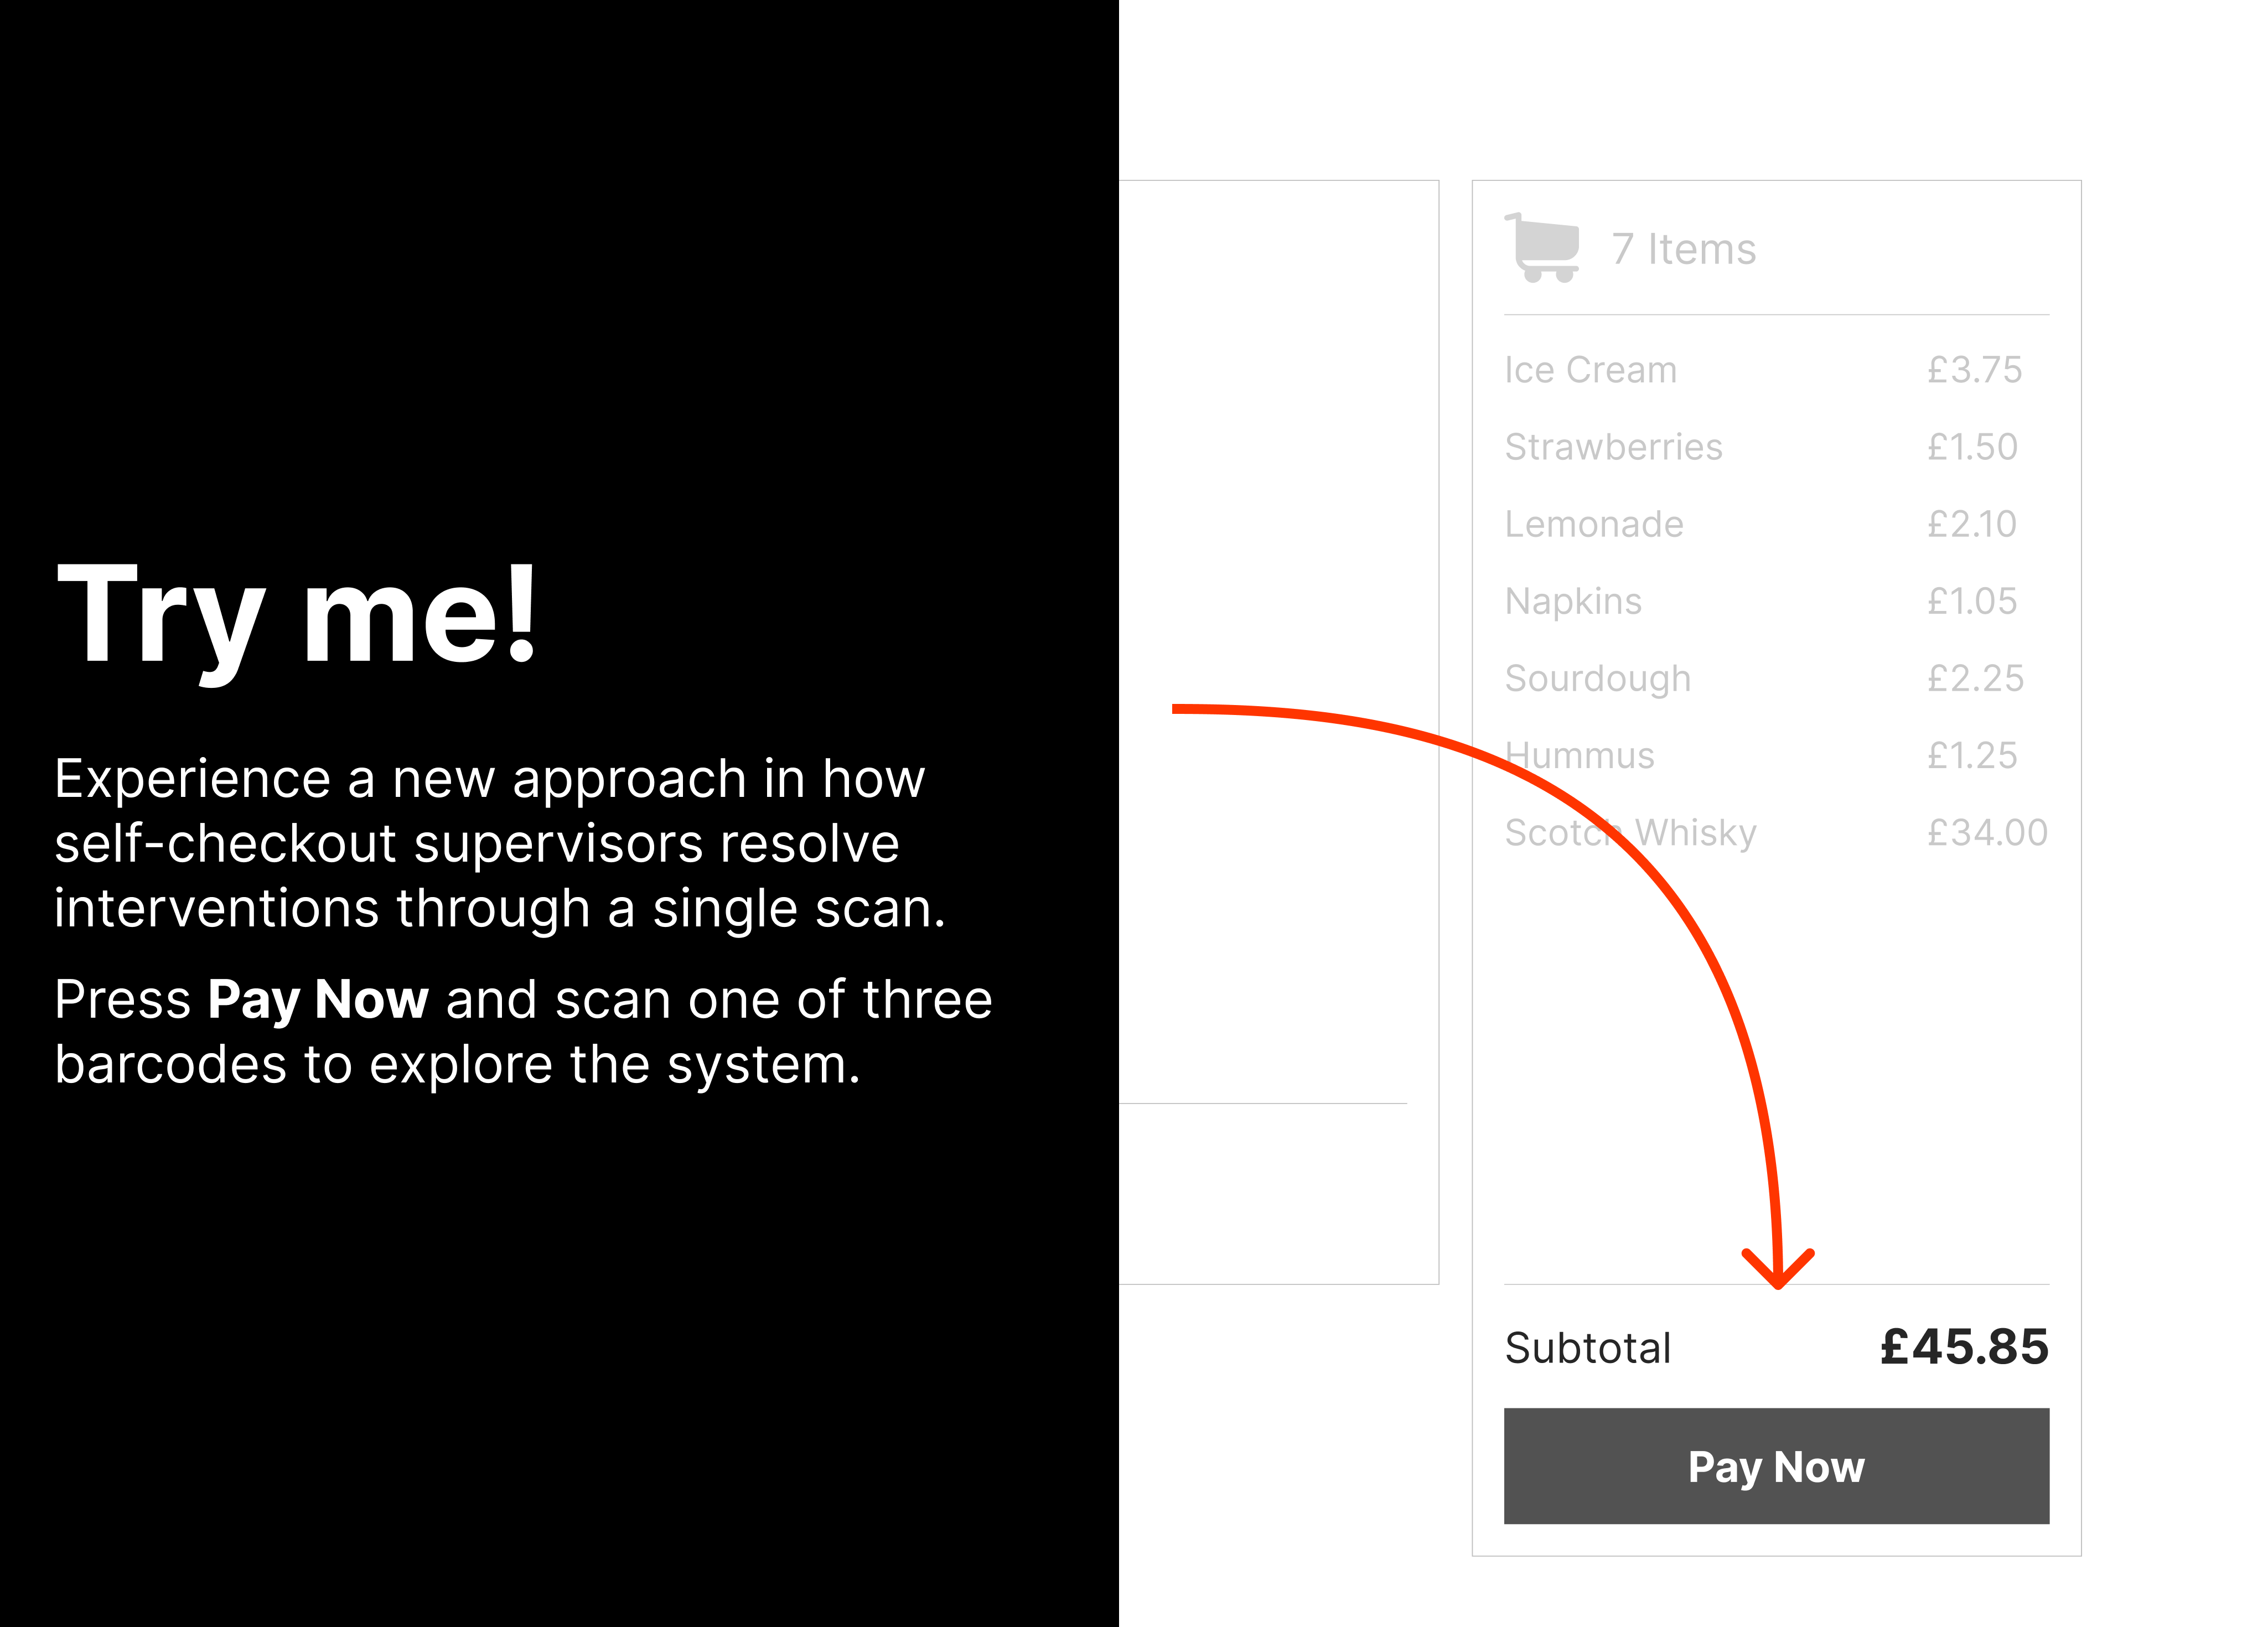 Try me!
Experience a new approach in how
self-checkout supervisors resolve
interventions through a single scan.
Press Pay Now and scan one of three
barcodes to explore the system.
7 Items
Ice Cream £3.75
Strawberries £1.50
Lemonade £2.10
Napkins £1.05
Sourdough £2.25
Hummus £1.25
Scotch Whisky £34.00
Subtotal £45.85
Pay Now